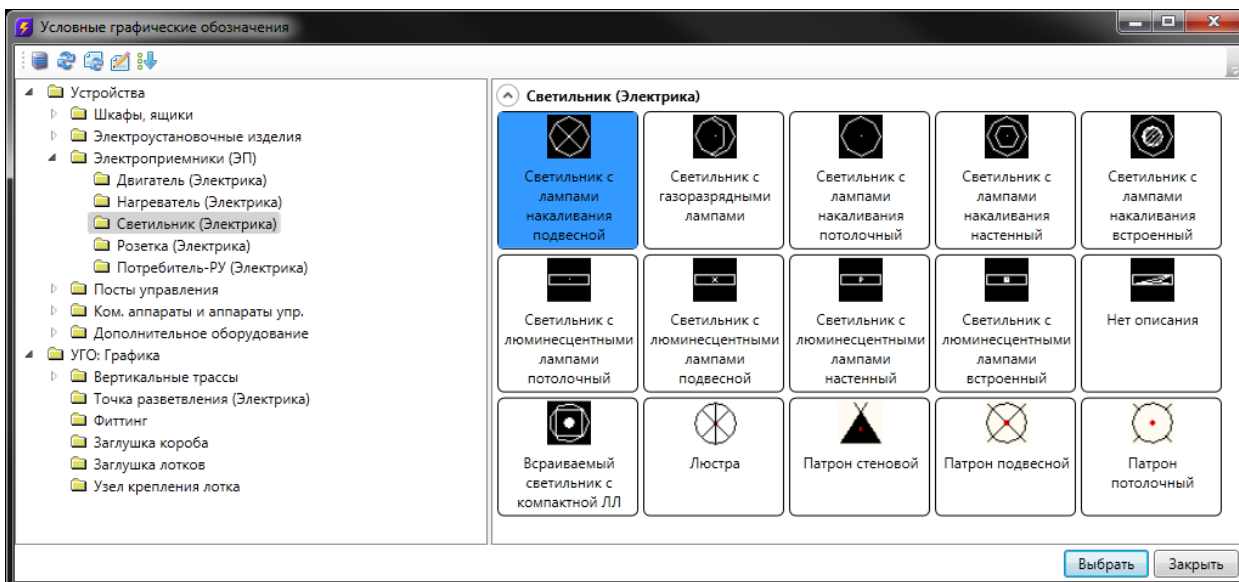 Условные графические обозначения
Устройства
Шкафы, ящики
Электроустановочные изделия
Электроприемники (ЭП)
Двигатель (Электрика)
Нагреватель (Электрика)
Светильник (Электрика)
Розетка (Электрика)
Потребитель-РУ (Электрика)
Посты управления
Ком. аппараты и аппараты упр.
Дополнительное оборудование
УГО: Графика
Вертикальные трассы
Точка разветвления (Электрика)
Фиттинг
Заглушка короба
Заглушка лотков
Узел крепления лотка
Светильник (Электрика)
Светильник с
лампами
накаливания
подвесной
Светильник с
газоразрядными
лампами
Светильник с
лампами
накаливания
потолочный
Светильник с
лампами
накаливания
настенный
Светильник с
лампами
накаливания
встроенный
Светильник с
люминесцентными
лампами
потолочный
Светильник с
люминесцентными
лампами
подвесной
Светильник с
люминесцентными
лампами
настенный
Светильник с
люминесцентными
лампами
встроенный
Нет описания
Всраиваемый
светильник с
компактной ЛЛ
Люстра
Патрон стеновой
Патрон подвесной
Патрон
потолочный
Выбрать
Закрыть